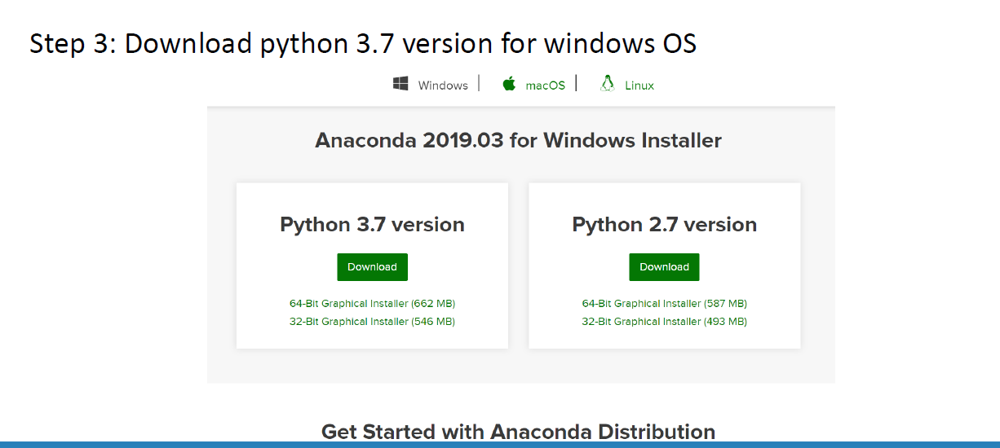 Step 3: Download python 3.7 version for windows OS
Windows | macOS | Linux
Anaconda 2019.03 for Windows Installer
Python 3.7 version
Download
64-Bit Graphical Installer (662 MB)
32-Bit Graphical Installer (546 MB)
Python 2.7 version
Download
64-Bit Graphical Installer (587 MB)
32-Bit Graphical Installer (493 MB)
Get Started with Anaconda Distribution